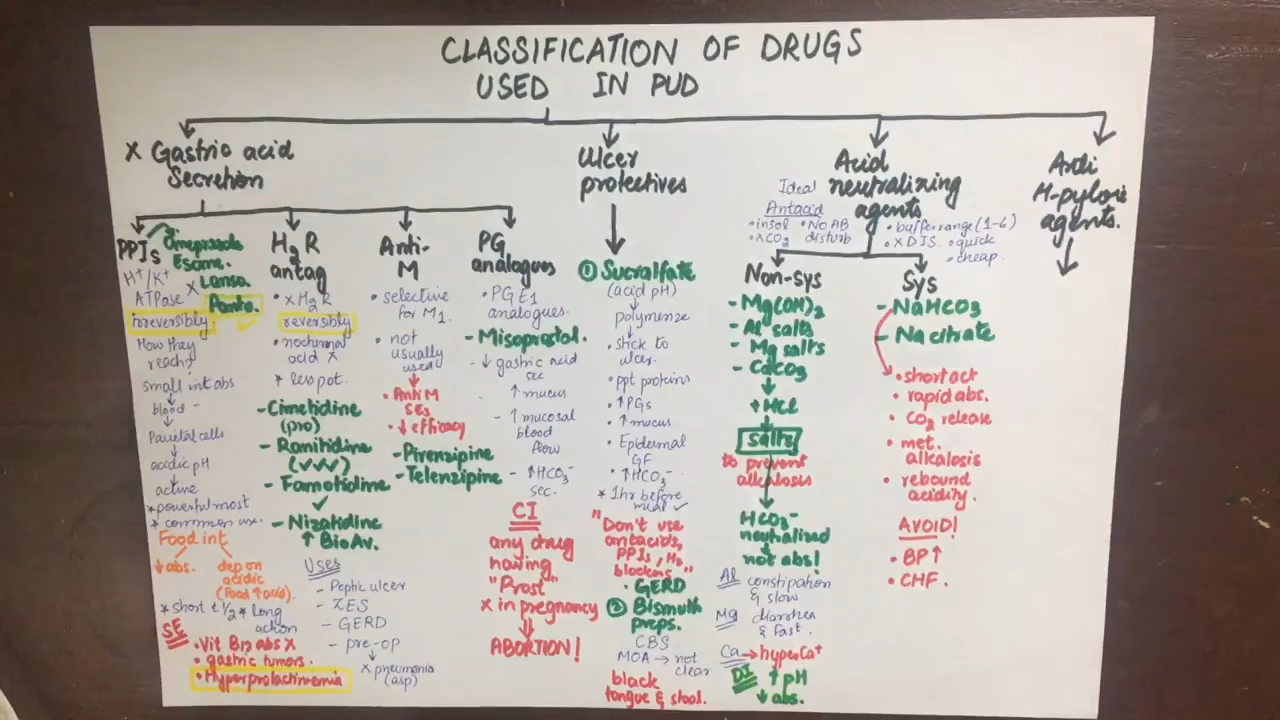 CLASSIFICATION OF DRUGS
USED IN PUD
X Gastric acid
Secretion
PPIs
Omeprazole
Esome.
Lanso.
Panto.
H+/K+
ATPase X
irreversibly
How they
reach?
small int abs
blood
Parietal cells
acidic pH
active
* powerful most
* common use.
Food int
↓abs.
dep on
acidic
(Food ↑ acid).
* short t 1/2 * long
action
SE
• Vit B12 abs X
• gastric tumors.
• Hyperprolactinemia
H2R
antag
• X H2R
reversibly
• nocturnal
acid X
* less pot.
- Cimetidine
(pro)
- Ranitidine
(✓✓✓)
- Famotidine
✓
- Nizatidine
↑ BioAv.
Uses
- Peptic ulcer
- ZES
- GERD
- pre-op
X pneumonia
(asp)
Anti-
M
• selective
for M1.
• not
usually
used
• Anti M
SEs
• ↓ efficacy
- Pirenzipine
- Telenzipine
PG
analogues
• PGE1
analogues.
- Misoprostol.
- ↓ gastric acid
sec
↑ mucus
- ↑ mucosal
blood
flow
- ↑HCO3-
sec.
CI
any drug
having
"Prost"
X in pregnancy
ABORTION!
Ulcer
protectives
① Sucralfate
(acid pH)
polymerize
stick to
ulcer.
• ppt proteins
• ↑PGs
• ↑ mucus
• Epidermal
GF
• ↑HCO3-
* 1hr before
meal ✓
"Don't use
antacids,
PPIs, H2
blockers"
• GERD
② Bismuth
preps.
CBS
MOA → not
clear
black
tongue & stool.
Acid
neutralizing
agents
Ideal
Antacid
• insol • No AB
• XCO2 disturb
• buffer range (1-6)
• X DIS. • quick
• cheap.
Non-sys
- Mg(OH)2
- Al salts
- Mg salts
- CaCO3
+ HCl
Salts
to prevent
alkalosis
HCO3-
neutralized
not abs!
Al constipation
& slow
Mg diarrhea
& fast.
Ca → hyperCa+
DI ↑ pH
↓ abs.
Sys
- NaHCO3
- Na citrate
• short act
• rapid abs.
• CO2 release
• met.
alkalosis
• rebound
acidity.
AVOID!
• BP↑
• CHF.
Anti
H-pylori
agents.